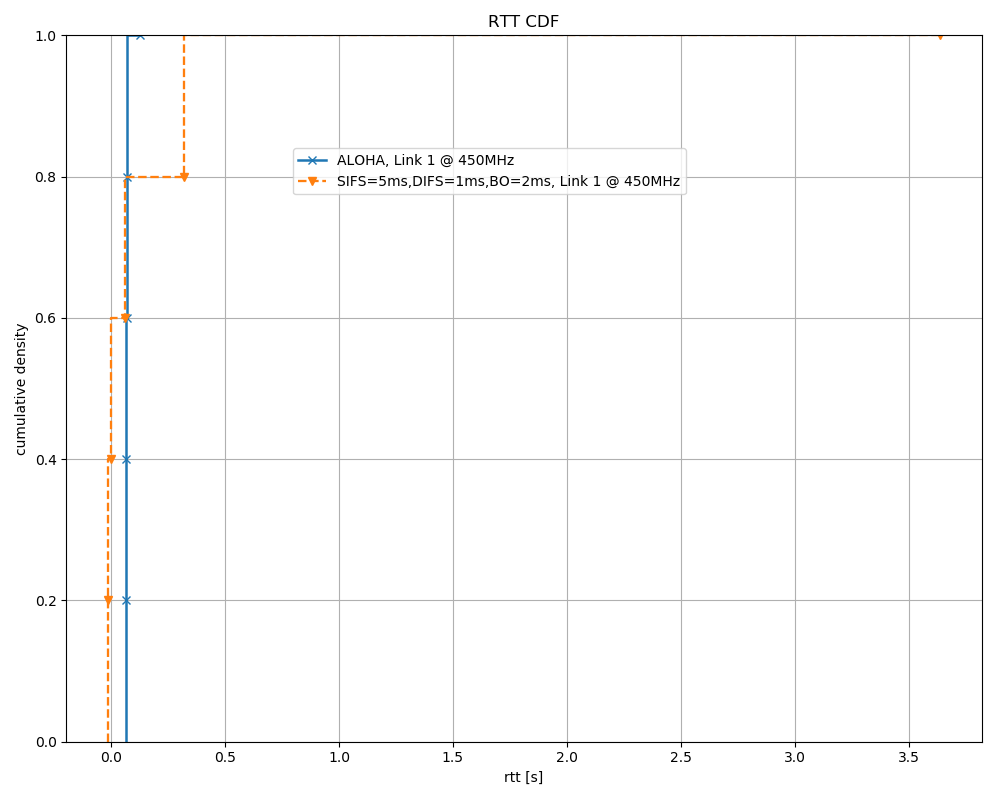 RTT CDF
1.0
0.8
0.6
0.4
0.2
0.0
cumulative density
ALOHA, Link 1 @ 450MHz
SIFS=5ms,DIFS=1ms,BO=2ms, Link 1 @ 450MHz
0.0 0.5 1.0 1.5 2.0 2.5 3.0 3.5
rtt [s]